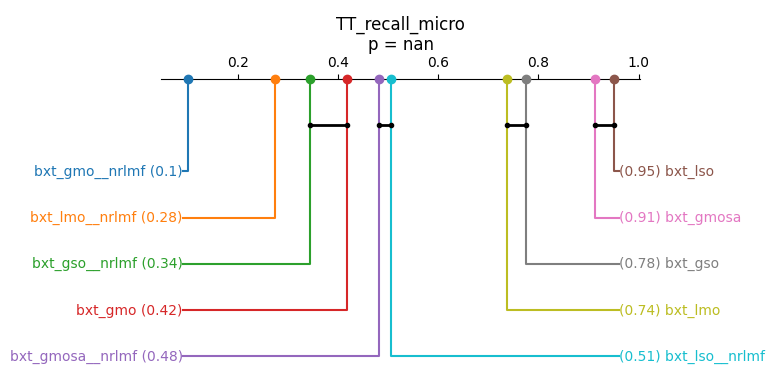 TT_recall_micro
p = nan
0.2 0.4 0.6 0.8 1.0
bxt_gmo__nrlmf (0.1) (0.95) bxt_lso
bxt_lmo__nrlmf (0.28) (0.91) bxt_gmosa
bxt_gso__nrlmf (0.34) (0.78) bxt_gso
bxt_gmo (0.42) (0.74) bxt_lmo
bxt_gmosa__nrlmf (0.48) (0.51) bxt_lso__nrlmf